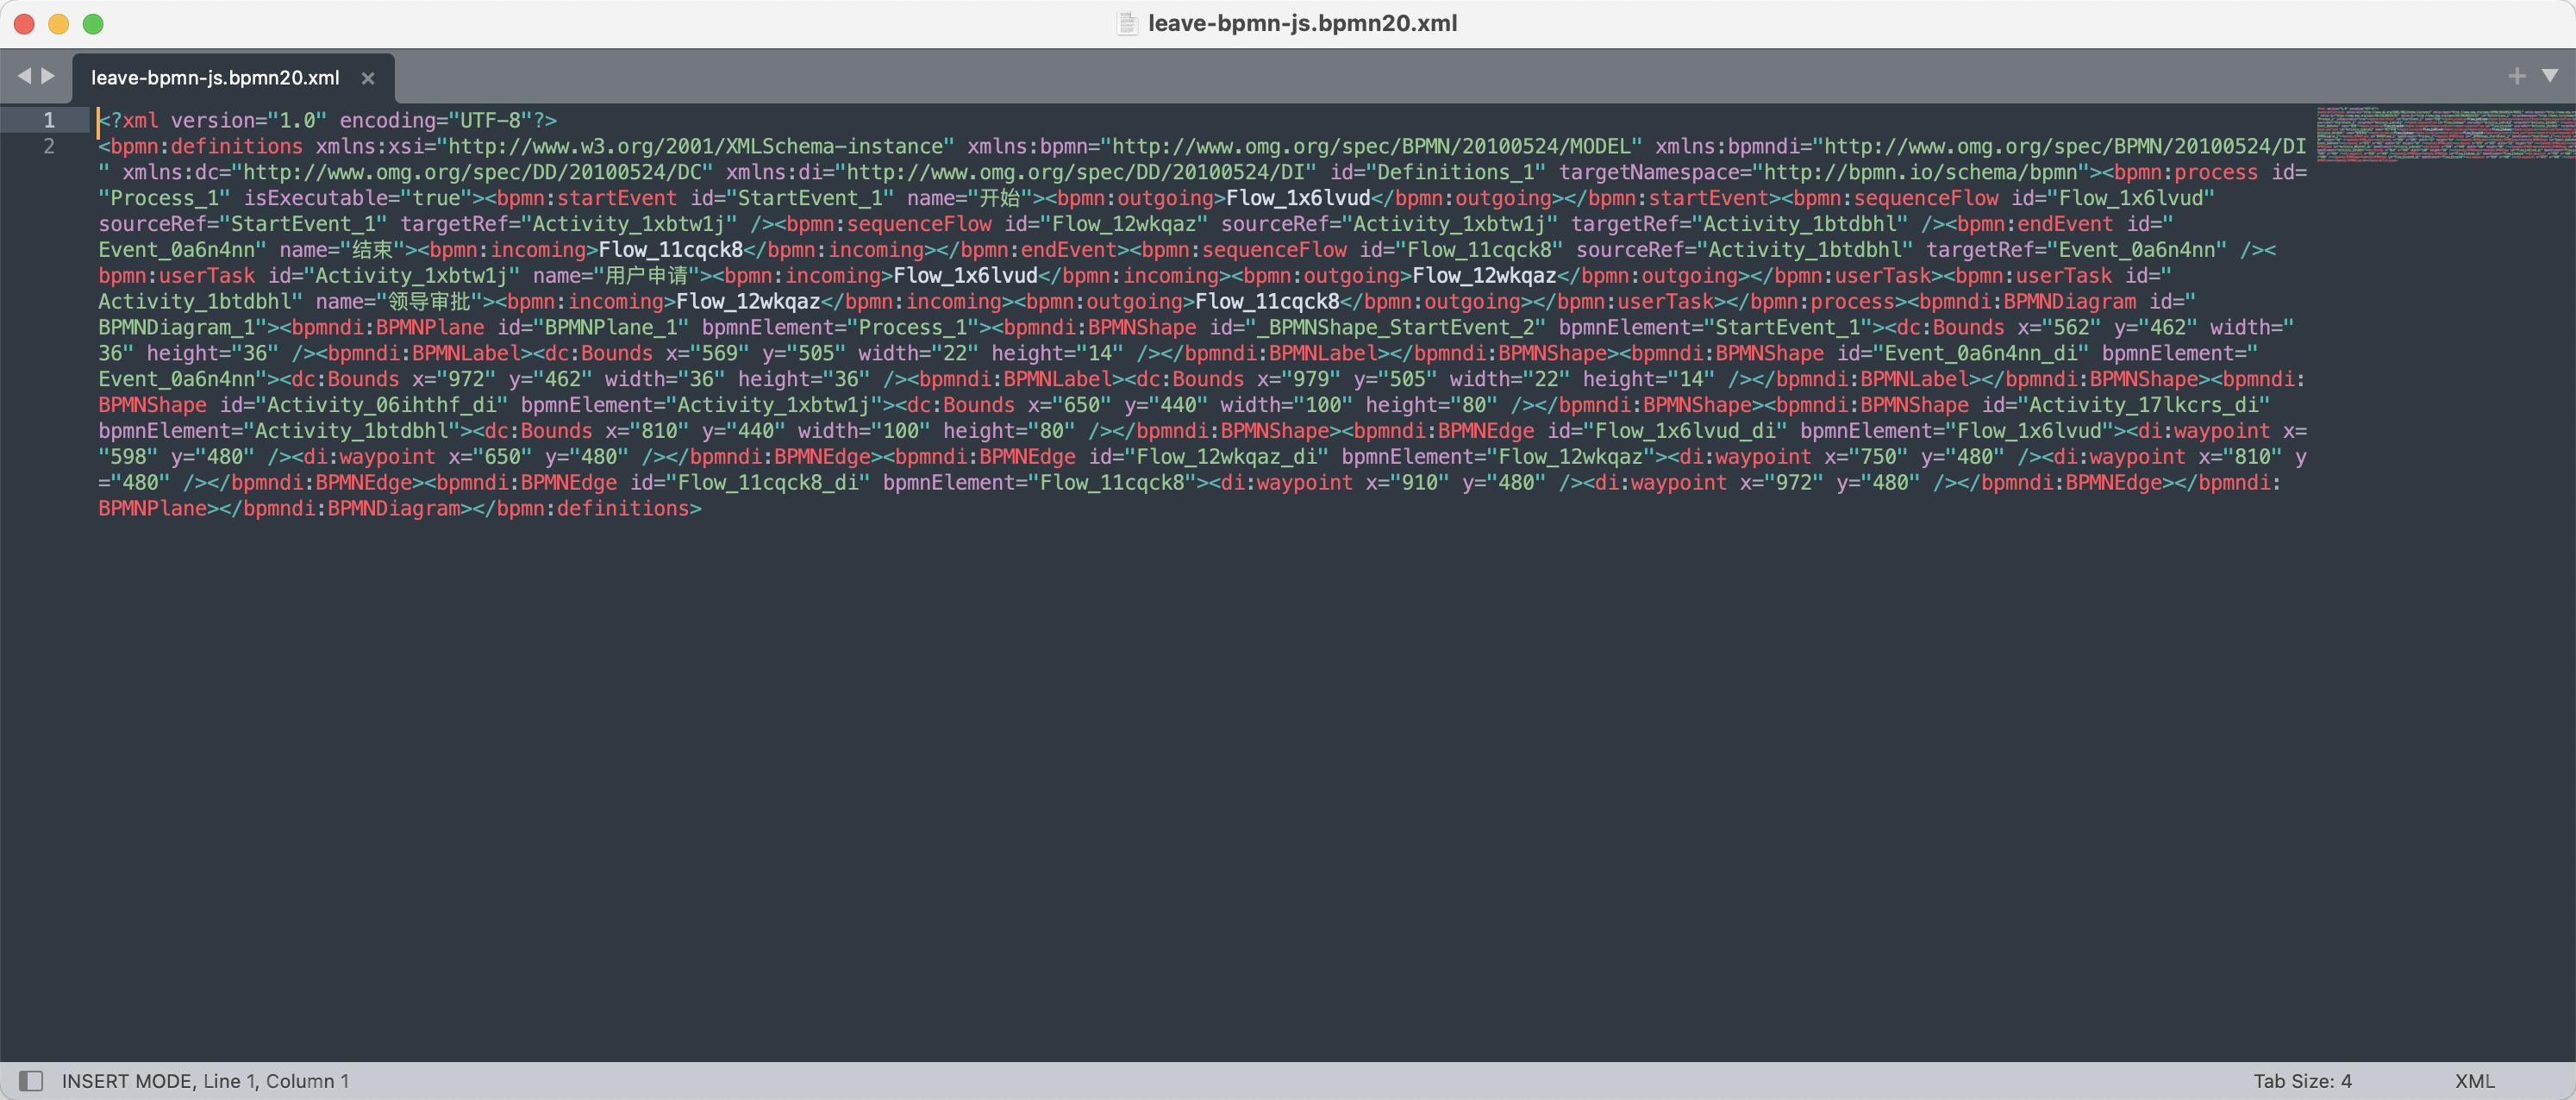 leave-bpmn-js.bpmn20.xml
leave-bpmn-js.bpmn20.xml
1 <?xml version="1.0" encoding="UTF-8"?>
2 <bpmn:definitions xmlns:xsi="http://www.w3.org/2001/XMLSchema-instance" xmlns:bpmn="http://www.omg.org/spec/BPMN/20100524/MODEL" xmlns:bpmndi="http://www.omg.org/spec/BPMN/20100524/DI
" xmlns:dc="http://www.omg.org/spec/DD/20100524/DC" xmlns:di="http://www.omg.org/spec/DD/20100524/DI" id="Definitions_1" targetNamespace="http://bpmn.io/schema/bpmn"><bpmn:process id=
"Process_1" isExecutable="true"><bpmn:startEvent id="StartEvent_1" name="开始"><bpmn:outgoing>Flow_1x6lvud</bpmn:outgoing></bpmn:startEvent><bpmn:sequenceFlow id="Flow_1x6lvud"
sourceRef="StartEvent_1" targetRef="Activity_1xbtw1j" /><bpmn:sequenceFlow id="Flow_12wkqaz" sourceRef="Activity_1xbtw1j" targetRef="Activity_1btdbhl" /><bpmn:endEvent id="
Event_0a6n4nn" name="结束"><bpmn:incoming>Flow_11cqck8</bpmn:incoming></bpmn:endEvent><bpmn:sequenceFlow id="Flow_11cqck8" sourceRef="Activity_1btdbhl" targetRef="Event_0a6n4nn" /><
bpmn:userTask id="Activity_1xbtw1j" name="用户申请"><bpmn:incoming>Flow_1x6lvud</bpmn:incoming><bpmn:outgoing>Flow_12wkqaz</bpmn:outgoing></bpmn:userTask><bpmn:userTask id="
Activity_1btdbhl" name="领导审批"><bpmn:incoming>Flow_12wkqaz</bpmn:incoming><bpmn:outgoing>Flow_11cqck8</bpmn:outgoing></bpmn:userTask></bpmn:process><bpmndi:BPMNDiagram id="
BPMNDiagram_1"><bpmndi:BPMNPlane id="BPMNPlane_1" bpmnElement="Process_1"><bpmndi:BPMNShape id="_BPMNShape_StartEvent_2" bpmnElement="StartEvent_1"><dc:Bounds x="562" y="462" width="
36" height="36" /><bpmndi:BPMNLabel><dc:Bounds x="569" y="505" width="22" height="14" /></bpmndi:BPMNLabel></bpmndi:BPMNShape><bpmndi:BPMNShape id="Event_0a6n4nn_di" bpmnElement="
Event_0a6n4nn"><dc:Bounds x="972" y="462" width="36" height="36" /><bpmndi:BPMNLabel><dc:Bounds x="979" y="505" width="22" height="14" /></bpmndi:BPMNLabel></bpmndi:BPMNShape><bpmndi:
BPMNShape id="Activity_06ihthf_di" bpmnElement="Activity_1xbtw1j"><dc:Bounds x="650" y="440" width="100" height="80" /></bpmndi:BPMNShape><bpmndi:BPMNShape id="Activity_17lkcrs_di"
bpmnElement="Activity_1btdbhl"><dc:Bounds x="810" y="440" width="100" height="80" /></bpmndi:BPMNShape><bpmndi:BPMNEdge id="Flow_1x6lvud_di" bpmnElement="Flow_1x6lvud"><di:waypoint x=
"598" y="480" /><di:waypoint x="650" y="480" /></bpmndi:BPMNEdge><bpmndi:BPMNEdge id="Flow_12wkqaz_di" bpmnElement="Flow_12wkqaz"><di:waypoint x="750" y="480" /><di:waypoint x="810" y
="480" /></bpmndi:BPMNEdge><bpmndi:BPMNEdge id="Flow_11cqck8_di" bpmnElement="Flow_11cqck8"><di:waypoint x="910" y="480" /><di:waypoint x="972" y="480" /></bpmndi:BPMNEdge></bpmndi:
BPMNPlane></bpmndi:BPMNDiagram></bpmn:definitions>
INSERT MODE, Line 1, Column 1
Tab Size: 4
XML